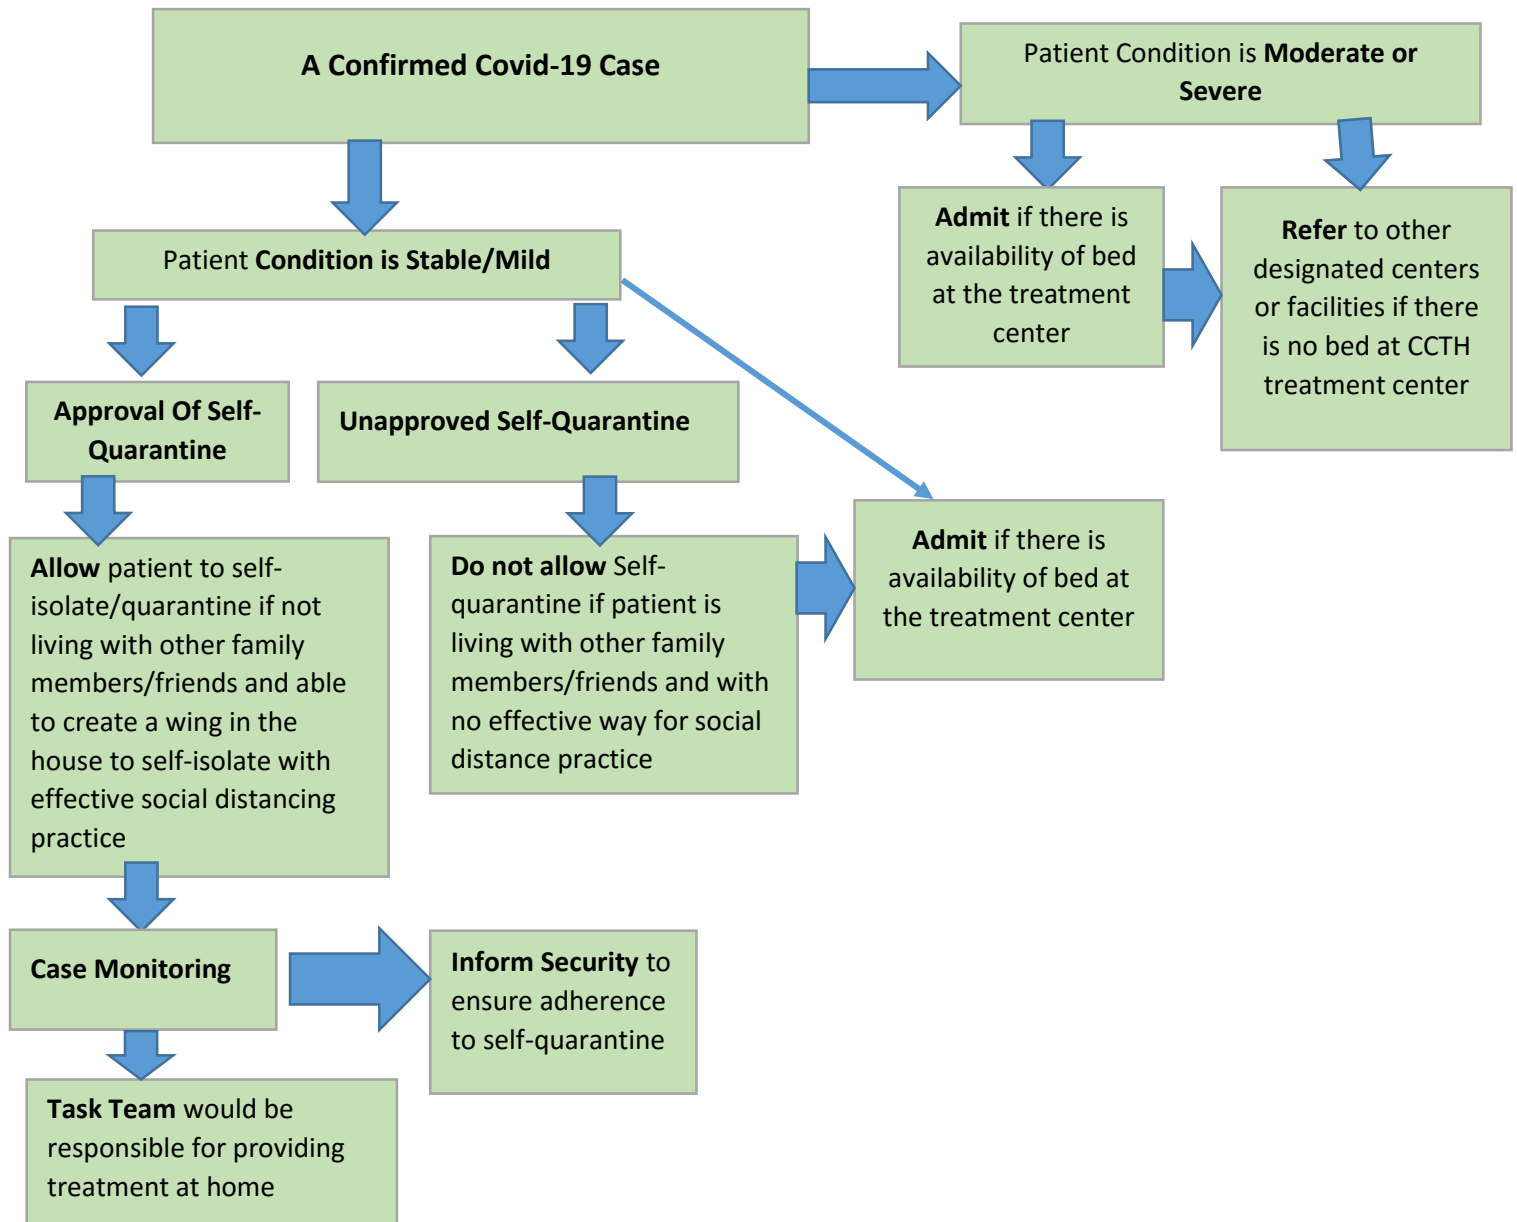 A Confirmed Covid-19 Case
Patient Condition is Moderate or
Severe
Admit if there is
availability of bed
at the treatment
center
Refer to other
designated centers
or facilities if there
is no bed at CCTH
treatment center
Patient Condition is Stable/Mild
Approval Of Self-
Quarantine
Unapproved Self-Quarantine
Allow patient to self-
isolate/quarantine if not
living with other family
members/friends and able
to create a wing in the
house to self-isolate with
effective social distancing
practice
Do not allow Self-
quarantine if patient is
living with other family
members/friends and with
no effective way for social
distance practice
Admit if there is
availability of bed at
the treatment center
Case Monitoring
Inform Security to
ensure adherence
to self-quarantine
Task Team would be
responsible for providing
treatment at home